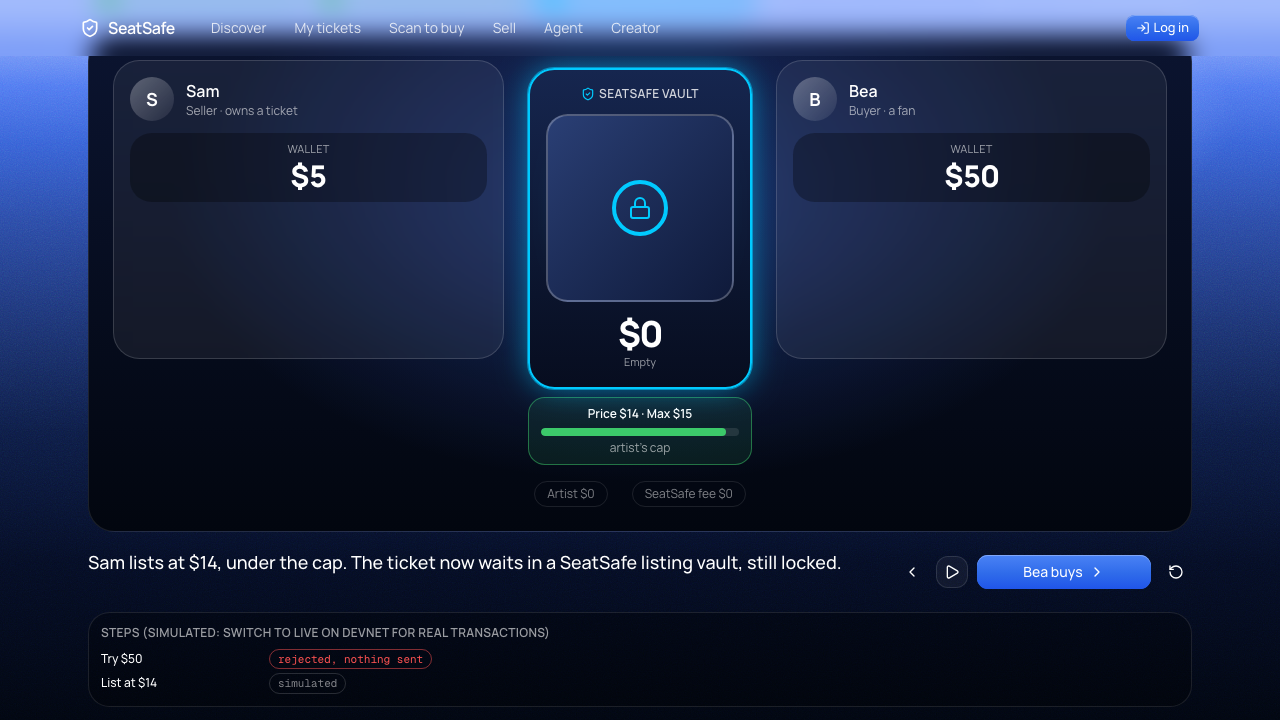 SeatSafe
Discover
My tickets
Scan to buy
Sell
Agent
Creator
Log in
S
Sam
Seller · owns a ticket
WALLET
$5
SEATSAFE VAULT
$0
Empty
Price $14 · Max $15
artist's cap
Artist $0
SeatSafe fee $0
B
Bea
Buyer · a fan
WALLET
$50
Sam lists at $14, under the cap. The ticket now waits in a SeatSafe listing vault, still locked.
Bea buys
STEPS (SIMULATED: SWITCH TO LIVE ON DEVNET FOR REAL TRANSACTIONS)
Try $50 rejected, nothing sent
List at $14 simulated